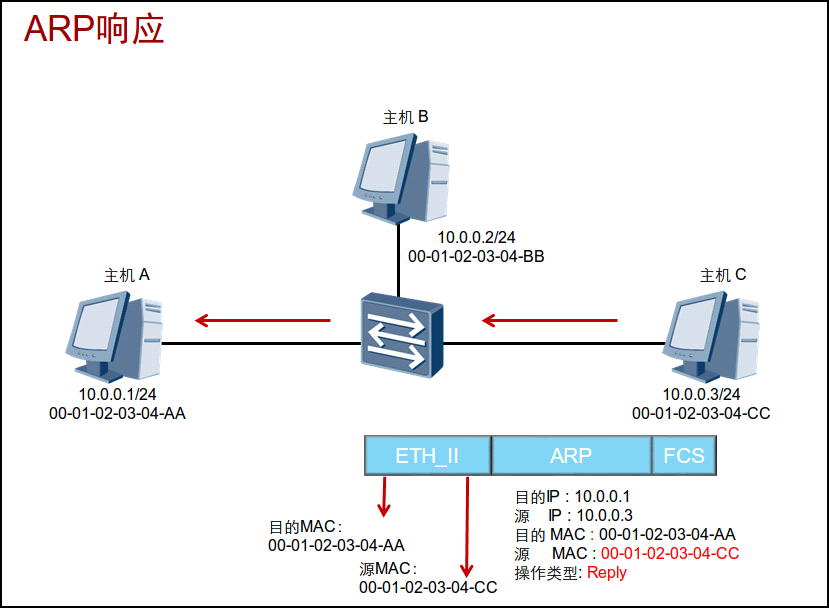 ARP响应
主机 B
10.0.0.2/24
00-01-02-03-04-BB
主机 A
主机 C
10.0.0.1/24
00-01-02-03-04-AA
10.0.0.3/24
00-01-02-03-04-CC
ETH_II ARP FCS
目的MAC：
00-01-02-03-04-AA
源MAC：
00-01-02-03-04-CC
目的IP : 10.0.0.1
源 IP : 10.0.0.3
目的 MAC : 00-01-02-03-04-AA
源 MAC : 00-01-02-03-04-CC
操作类型: Reply